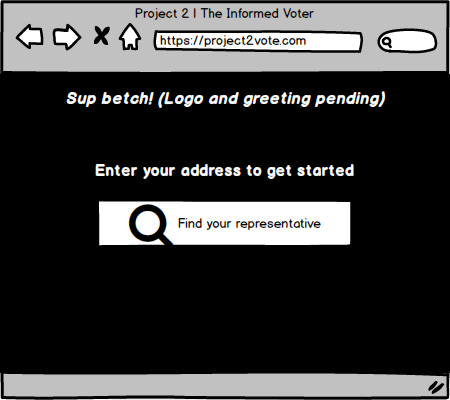 Project 2 | The Informed Voter
https://project2vote.com
Sup betch! (Logo and greeting pending)
Enter your address to get started
Find your representative